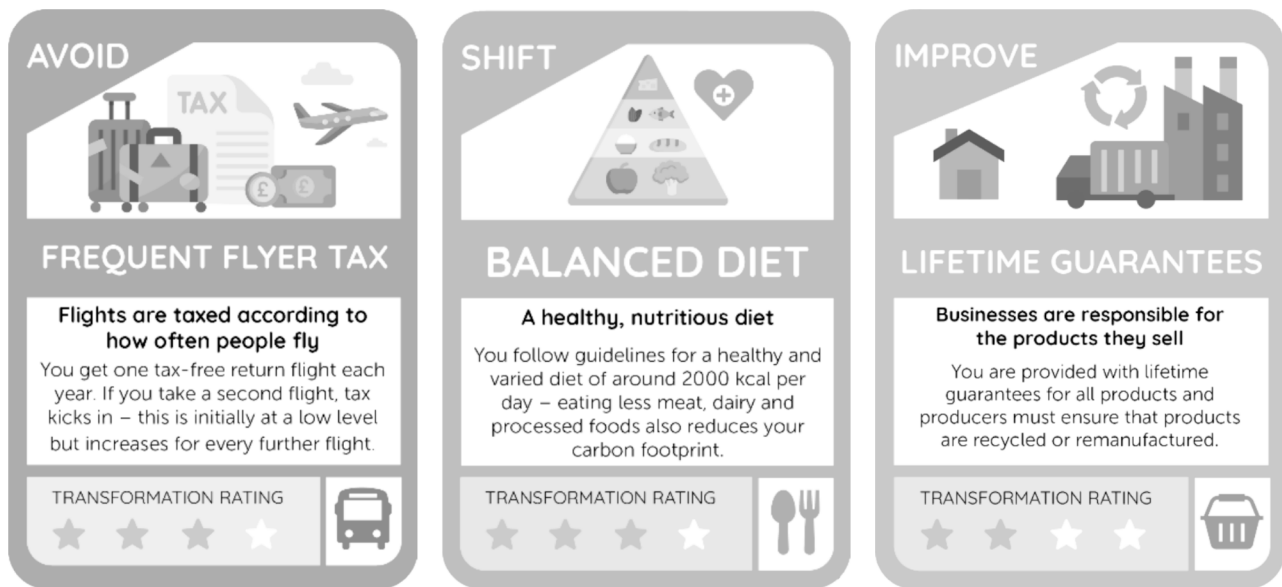 AVOID
TAX
£
£
FREQUENT FLYER TAX
Flights are taxed according to
how often people fly
You get one tax-free return flight each
year. If you take a second flight, tax
kicks in – this is initially at a low level
but increases for every further flight.
TRANSFORMATION RATING
SHIFT
BALANCED DIET
A healthy, nutritious diet
You follow guidelines for a healthy and
varied diet of around 2000 kcal per
day – eating less meat, dairy and
processed foods also reduces your
carbon footprint.
TRANSFORMATION RATING
IMPROVE
LIFETIME GUARANTEES
Businesses are responsible for
the products they sell
You are provided with lifetime
guarantees for all products and
producers must ensure that products
are recycled or remanufactured.
TRANSFORMATION RATING